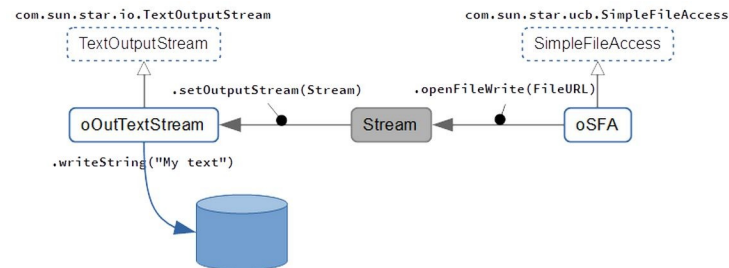 com.sun.star.io.TextOutputStream
com.sun.star.ucb.SimpleFileAccess
TextOutputStream
SimpleFileAccess
.setOutputStream(Stream)
.openFileWrite(FileURL)
oOutTextStream
Stream
oSFA
.writeString("My text")